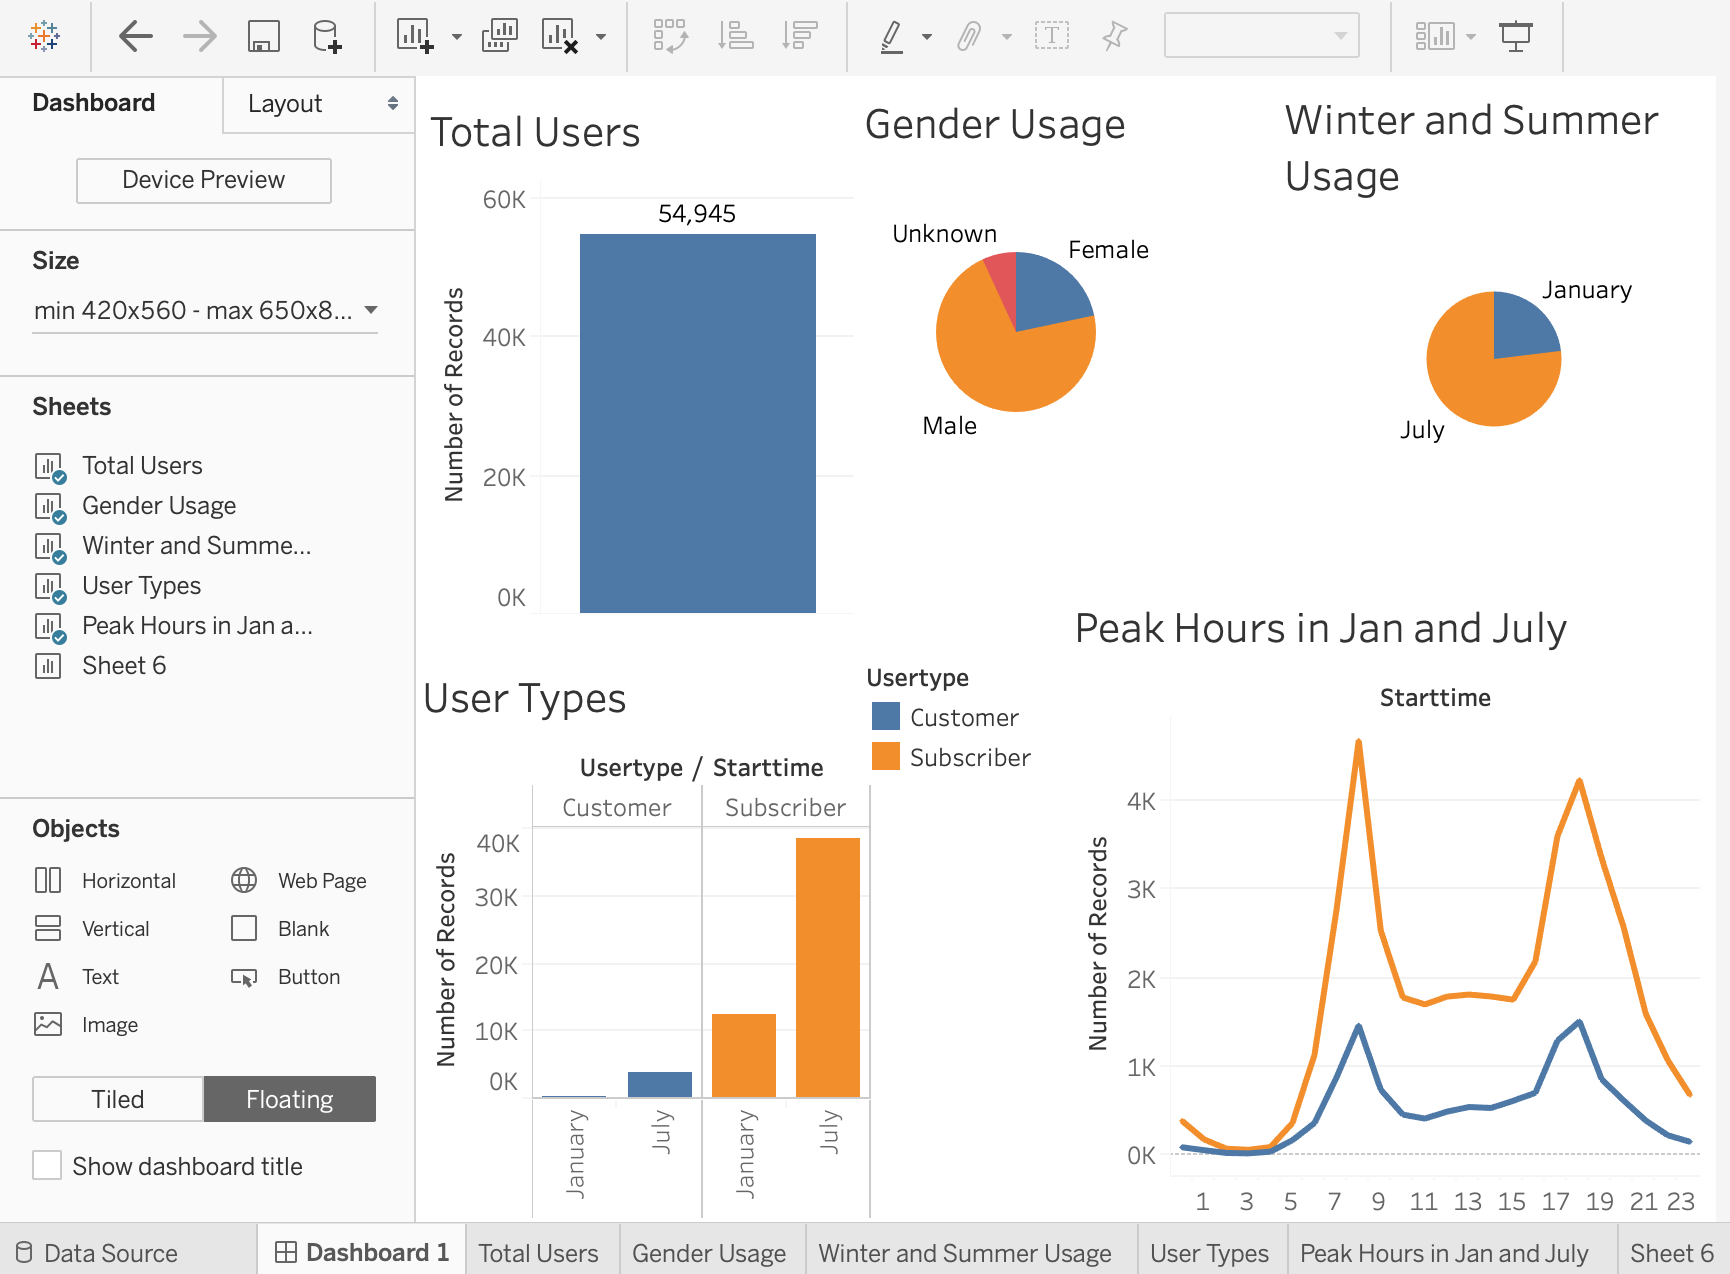 Dashboard
Layout
Device Preview
Size
min 420x560 - max 650x8...
Sheets
Total Users
Gender Usage
Winter and Summe...
User Types
Peak Hours in Jan a...
Sheet 6
Objects
Horizontal
Web Page
Vertical
Blank
A Text
Button
Image
Tiled
Floating
Show dashboard title
T
Total Users
60K
54,945
40K
20K
0K
Number of Records
Gender Usage
Unknown
Female
Male
Winter and Summer
Usage
January
July
User Types
Usertype / Starttime
Customer
Subscriber
40K
30K
20K
10K
0K
Number of Records
January
July
January
July
Usertype
Customer
Subscriber
Peak Hours in Jan and July
Starttime
4K
3K
2K
1K
0K
Number of Records
1 3 5 7 9 11 13 15 17 19 21 23
Data Source
Dashboard 1
Total Users
Gender Usage
Winter and Summer Usage
User Types
Peak Hours in Jan and July
Sheet 6